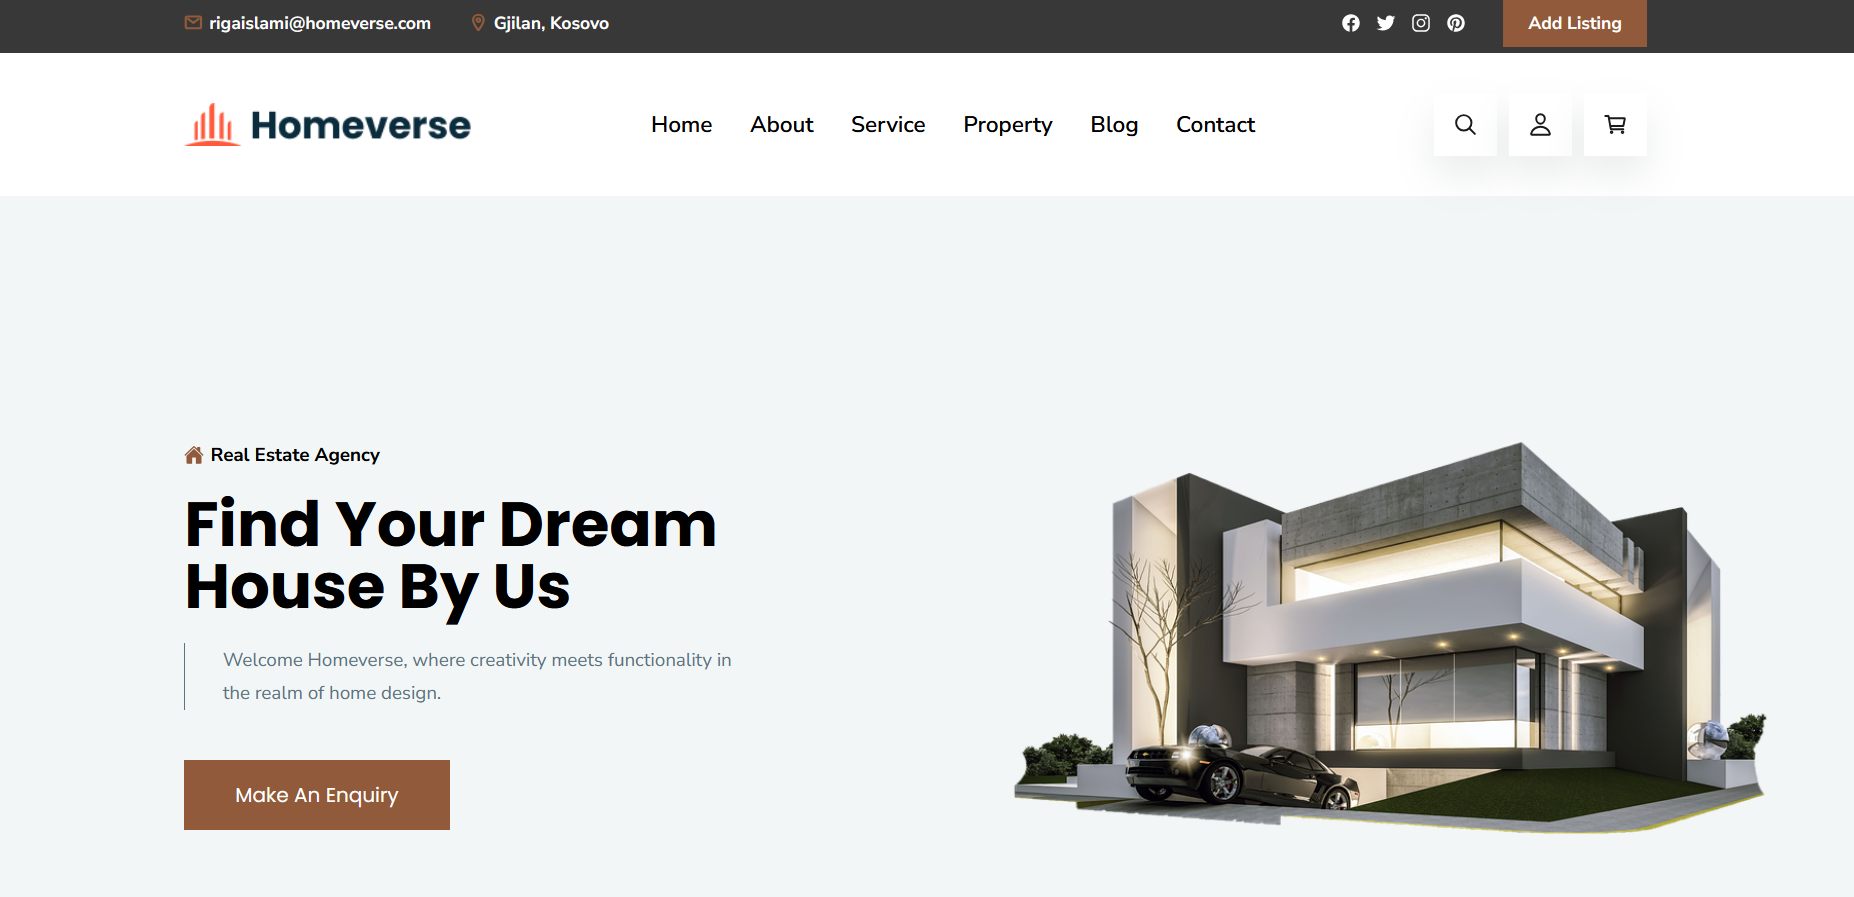 rigaislami@homeverse.com
Gjilan, Kosovo
Add Listing
Homeverse
Home
About
Service
Property
Blog
Contact
Real Estate Agency
Find Your Dream
House By Us
Welcome Homeverse, where creativity meets functionality in
the realm of home design.
Make An Enquiry